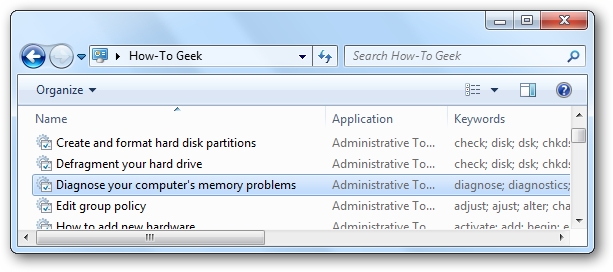 How-To Geek
Search How-To Geek
Organize
Name Application Keywords
Create and format hard disk partitions Administrative To... check; disk; dsk; chkds
Defragment your hard drive Administrative To... check; disk; dsk; chkds
Diagnose your computer's memory problems Administrative To... diagnose; diagnostics;
Edit group policy Administrative To... adjust; ajust; alter; cha
How to add new hardware Administrative To... activate; add; begin; e